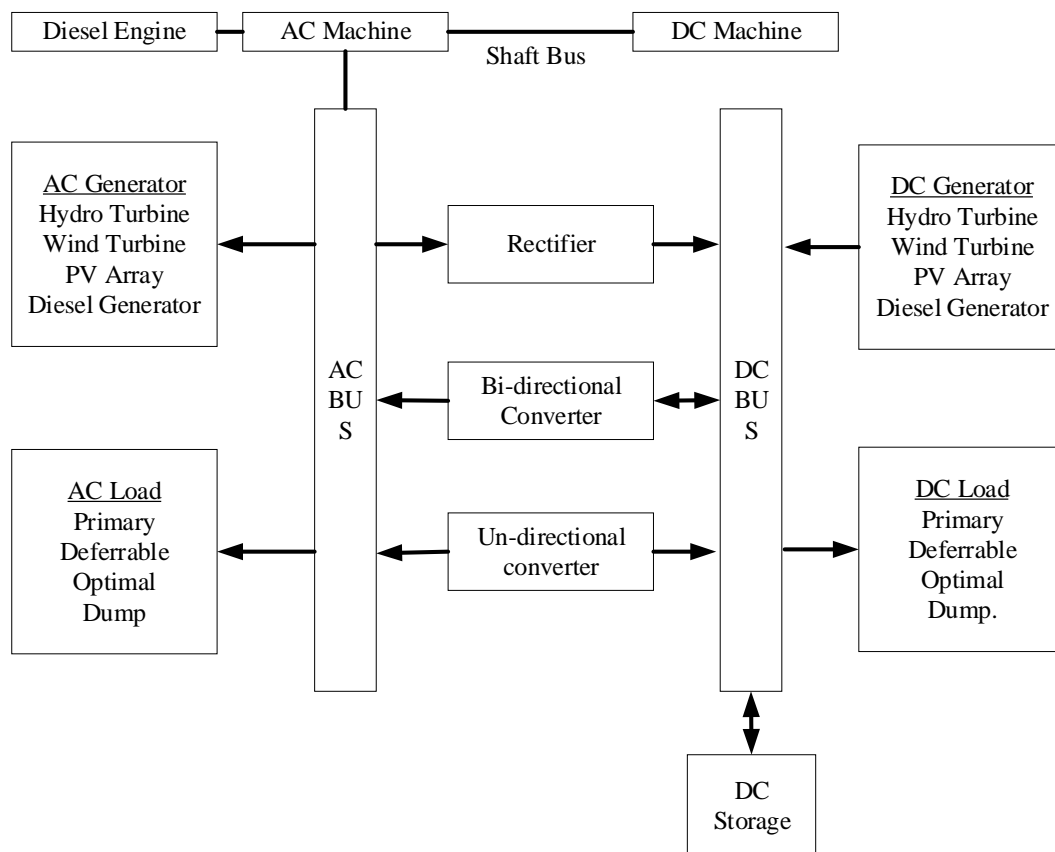 Diesel Engine
AC Machine
DC Machine
Shaft Bus
AC Generator
Hydro Turbine
Wind Turbine
PV Array
Diesel Generator
Rectifier
DC Generator
Hydro Turbine
Wind Turbine
PV Array
Diesel Generator
AC
BU
S
Bi-directional
Converter
DC
BU
S
AC Load
Primary
Deferrable
Optimal
Dump
Un-directional
converter
DC Load
Primary
Deferrable
Optimal
Dump.
DC
Storage